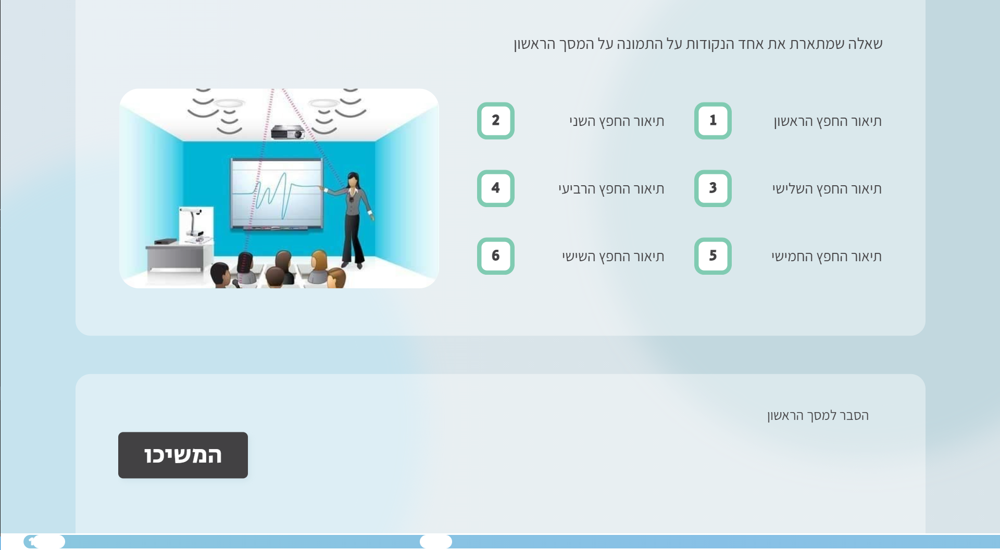 שאלה שמתארת את אחד הנקודות על התמונה על המסך הראשון
תיאור החפץ הראשון 1 תיאור החפץ השני 2
תיאור החפץ השלישי 3 תיאור החפץ הרביעי 4
תיאור החפץ החמישי 5 תיאור החפץ השישי 6
הסבר למסך הראשון
המשיכו